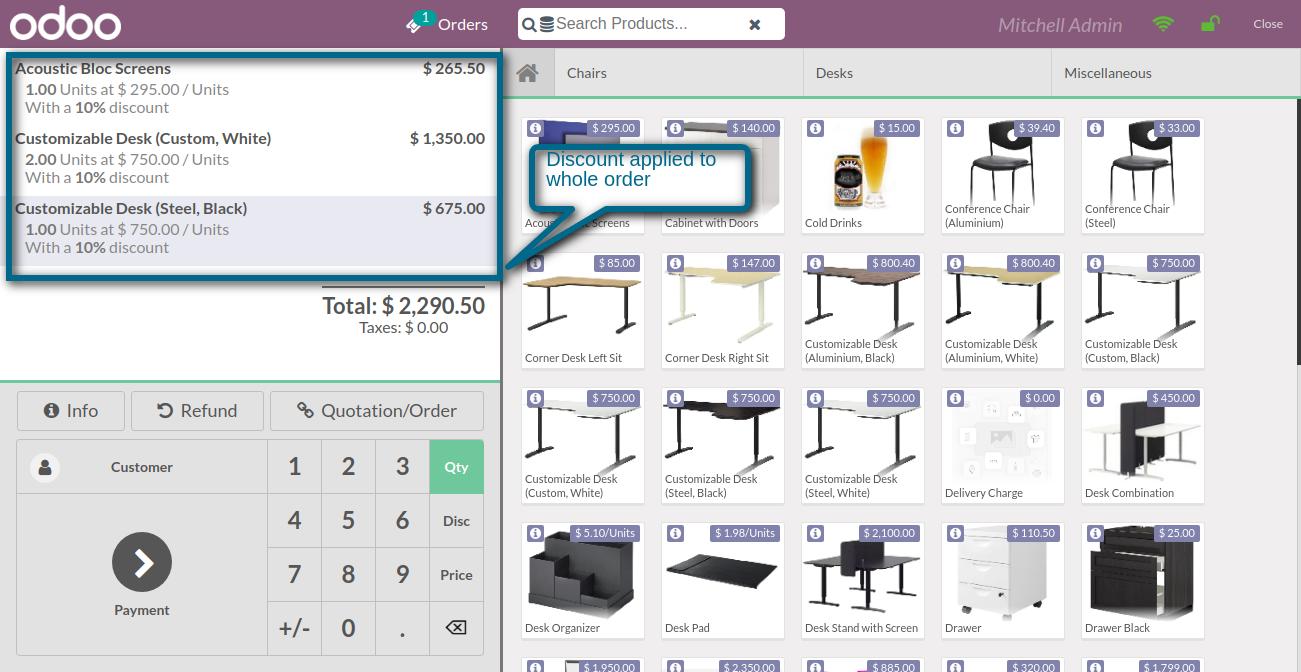 odoo
1
Orders
Search Products...
Mitchell Admin
Close
Acoustic Bloc Screens $ 265.50
1.00 Units at $ 295.00 / Units
With a 10% discount
Customizable Desk (Custom, White) $ 1,350.00
2.00 Units at $ 750.00 / Units
With a 10% discount
Customizable Desk (Steel, Black) $ 675.00
1.00 Units at $ 750.00 / Units
With a 10% discount
Total: $ 2,290.50
Taxes: $ 0.00
Info Refund Quotation/Order
Customer
1 2 3 Qty
4 5 6 Disc
7 8 9 Price
+/- 0 .
Payment
Chairs Desks Miscellaneous
Discount applied to
whole order
$ 295.00 $ 140.00 $ 15.00 $ 39.40 $ 33.00
Screens
Cabinet with Doors
Cold Drinks
Conference Chair
(Aluminium)
Conference Chair
(Steel)
$ 85.00 $ 147.00 $ 800.40 $ 800.40 $ 750.00
Corner Desk Left Sit
Corner Desk Right Sit
Customizable Desk
(Aluminium, Black)
Customizable Desk
(Aluminium, White)
Customizable Desk
(Custom, Black)
$ 750.00 $ 750.00 $ 750.00 $ 0.00 $ 450.00
Customizable Desk
(Custom, White)
Customizable Desk
(Steel, Black)
Customizable Desk
(Steel, White)
Delivery Charge
Desk Combination
$ 5.10/Units $ 1.98/Units $ 2,100.00 $ 110.50 $ 25.00
Desk Organizer
Desk Pad
Desk Stand with Screen
Drawer
Drawer Black
$ 1,950.00 $ 2,350.00 $ 885.00 $ 320.00 $ 1,799.00